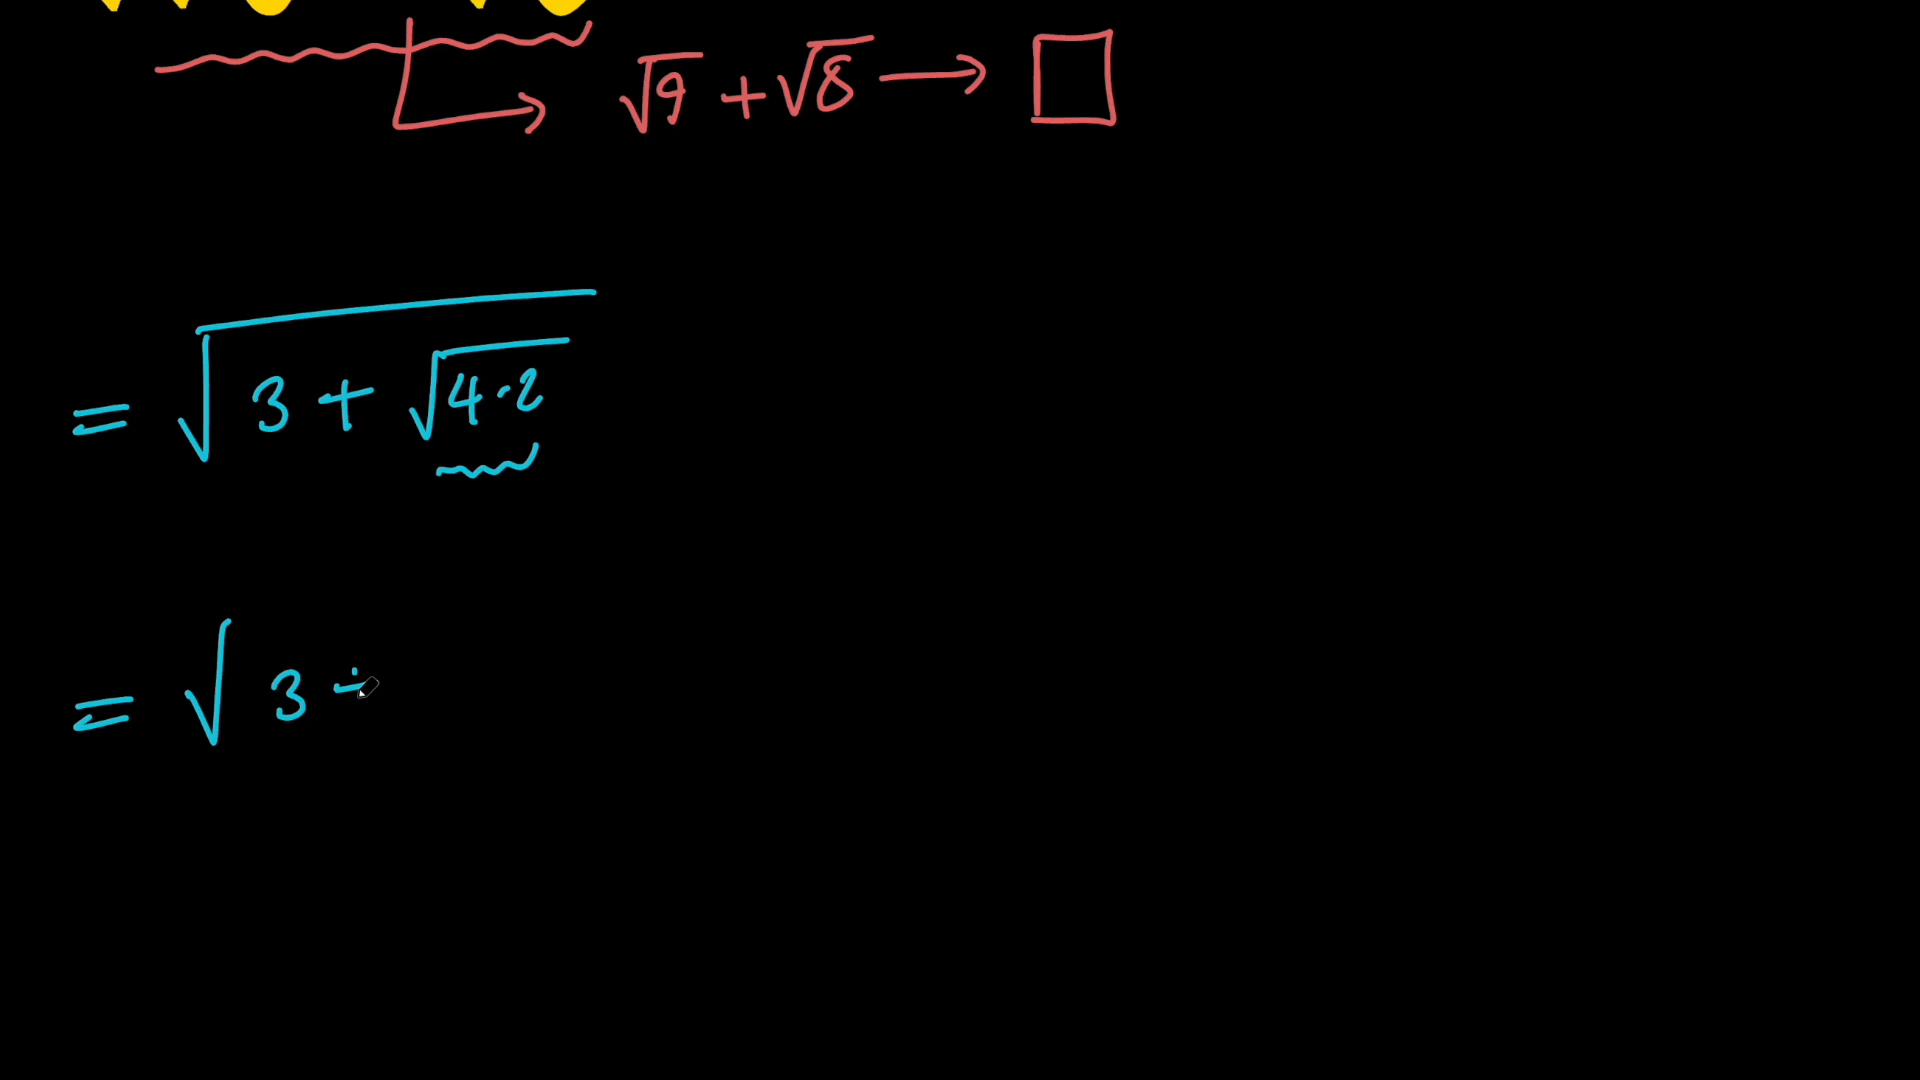 √9 + √8 → □
= √(3 + √(4·2))
= √ 3 +